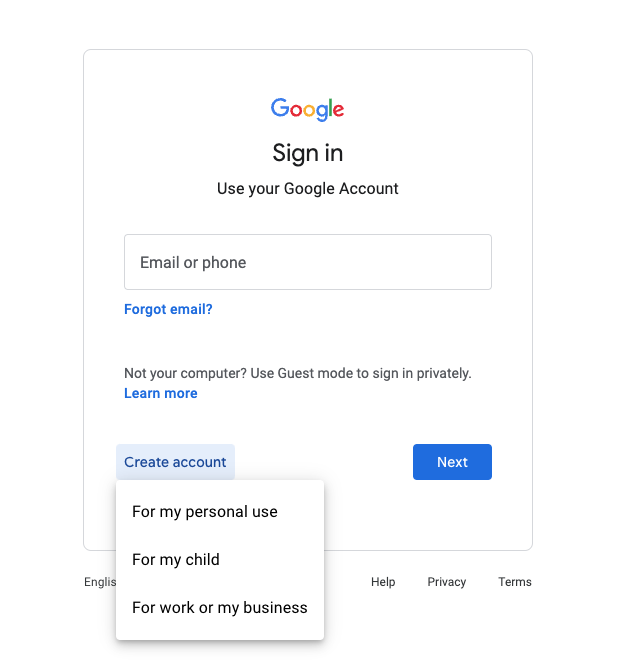 Google
Sign in
Use your Google Account
Email or phone
Forgot email?
Not your computer? Use Guest mode to sign in privately.
Learn more
Create account
Next
For my personal use
For my child
For work or my business
Help
Privacy
Terms